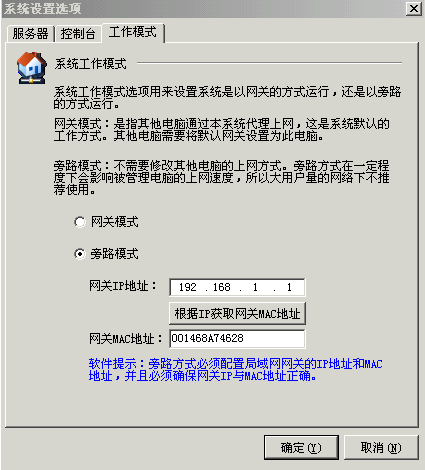 系统设置选项
服务器 控制台 工作模式
系统工作模式
系统工作模式选项用来设置系统是以网关的方式运行，还是以旁路
的方式运行。
网关模式：是指其他电脑通过本系统代理上网，这是系统默认的
工作方式。其他电脑需要将默认网关设置为此电脑。
旁路模式：不需要修改其他电脑的上网方式。旁路方式在一定程
度下会影响被管理电脑的上网速度，所以大用户量的网络下不推
荐使用。
网关模式
旁路模式
网关IP地址： 192 .168 . 1 . 1
根据IP获取网关MAC地址
网关MAC地址： 001468A74628
软件提示：旁路方式必须配置局域网网关的IP地址和MAC
地址，并且必须确保网关IP与MAC地址正确。
确定(Y) 取消(N)